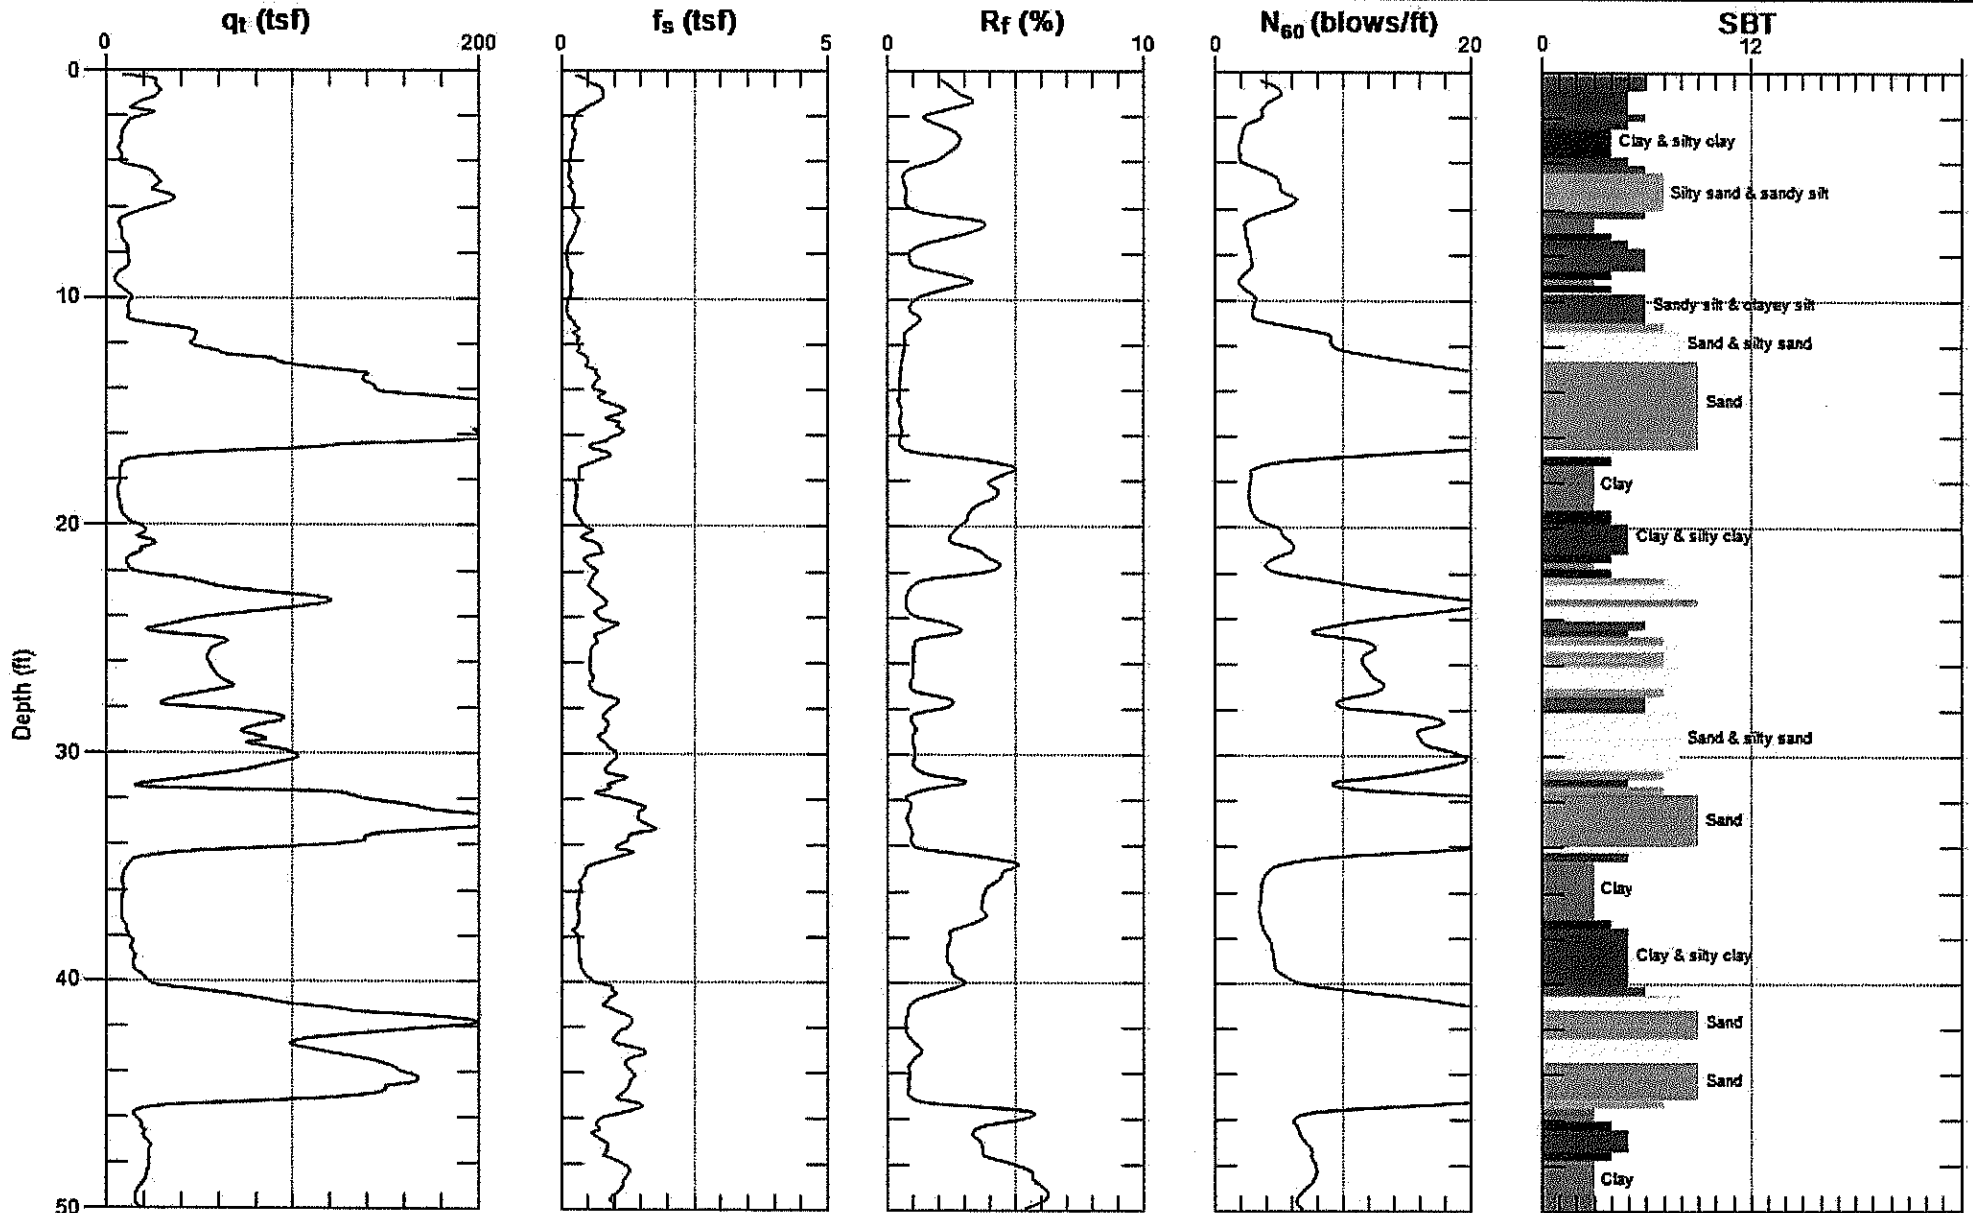 qt (tsf)
fs (tsf)
Rf (%)
N60 (blows/ft)
SBT
0 200
0 5
0 10
0 20
0 12
0
Clay & silty clay
Silty sand & sandy silt
10
Sandy silt & clayey silt
Sand & silty sand
Sand
Clay
20
Clay & silty clay
Depth (ft)
30
Sand & silty sand
Sand
Clay
Clay & silty clay
40
Sand
Sand
Clay
50